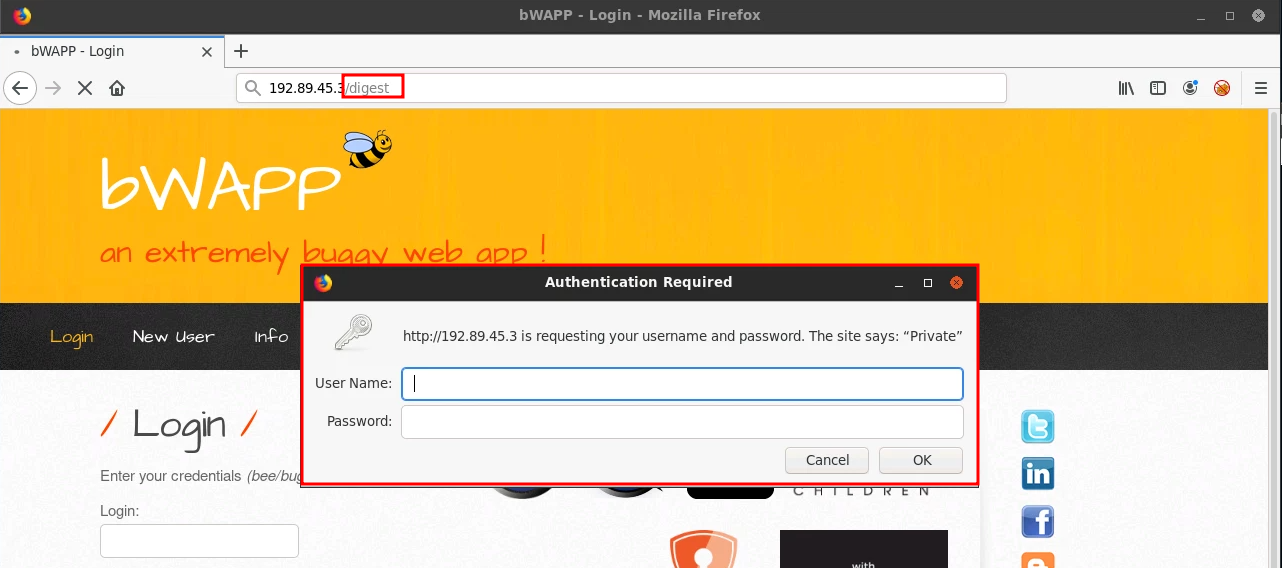 bWAPP - Login - Mozilla Firefox
bWAPP - Login
192.89.45.3/digest
bWAPP
an extremely buggy web app !
Authentication Required
Login New User Info
http://192.89.45.3 is requesting your username and password. The site says: “Private”
User Name:
Password:
Cancel OK
/ Login /
Enter your credentials (bee/bug
CHILDREN
Login:
with